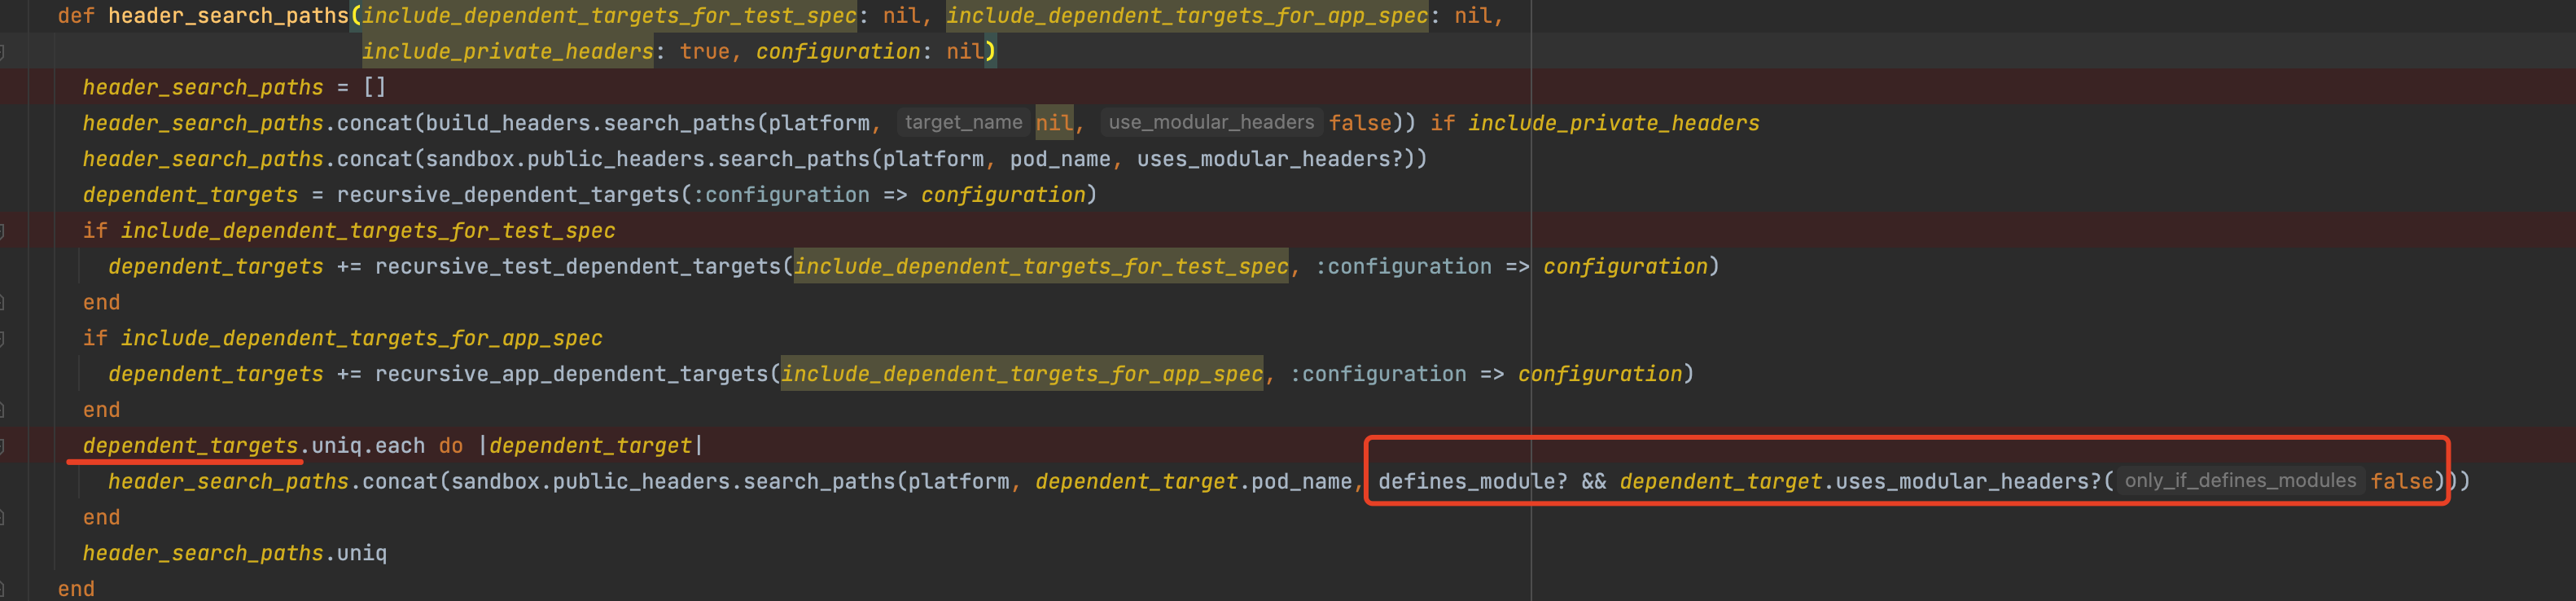 def header_search_paths(include_dependent_targets_for_test_spec: nil, include_dependent_targets_for_app_spec: nil,
include_private_headers: true, configuration: nil)
header_search_paths = []
header_search_paths.concat(build_headers.search_paths(platform, target_name nil, use_modular_headers false)) if include_private_headers
header_search_paths.concat(sandbox.public_headers.search_paths(platform, pod_name, uses_modular_headers?))
dependent_targets = recursive_dependent_targets(:configuration => configuration)
if include_dependent_targets_for_test_spec
dependent_targets += recursive_test_dependent_targets(include_dependent_targets_for_test_spec, :configuration => configuration)
end
if include_dependent_targets_for_app_spec
dependent_targets += recursive_app_dependent_targets(include_dependent_targets_for_app_spec, :configuration => configuration)
end
dependent_targets.uniq.each do |dependent_target|
header_search_paths.concat(sandbox.public_headers.search_paths(platform, dependent_target.pod_name, defines_module? && dependent_target.uses_modular_headers?( only_if_defines_modules false)))
end
header_search_paths.uniq
end